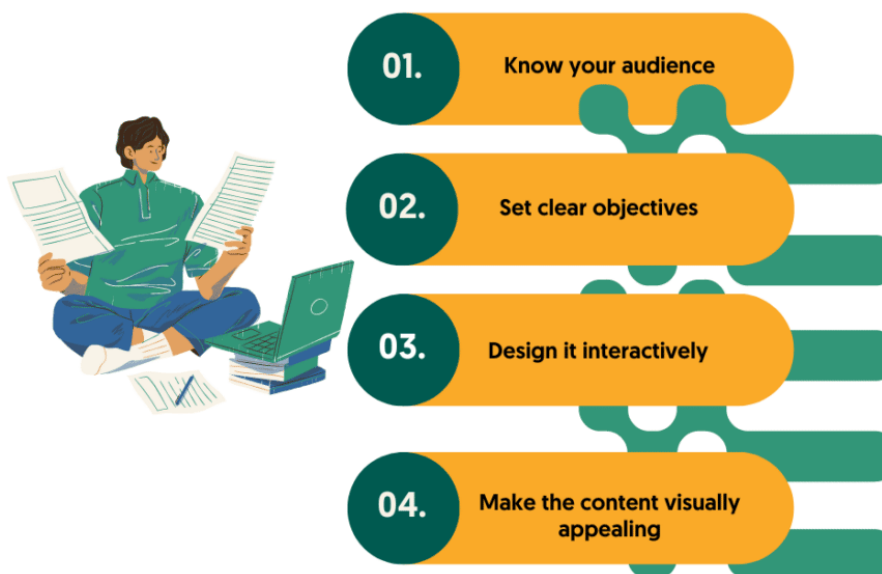 01.
Know your audience
02.
Set clear objectives
03.
Design it interactively
04.
Make the content visually
appealing